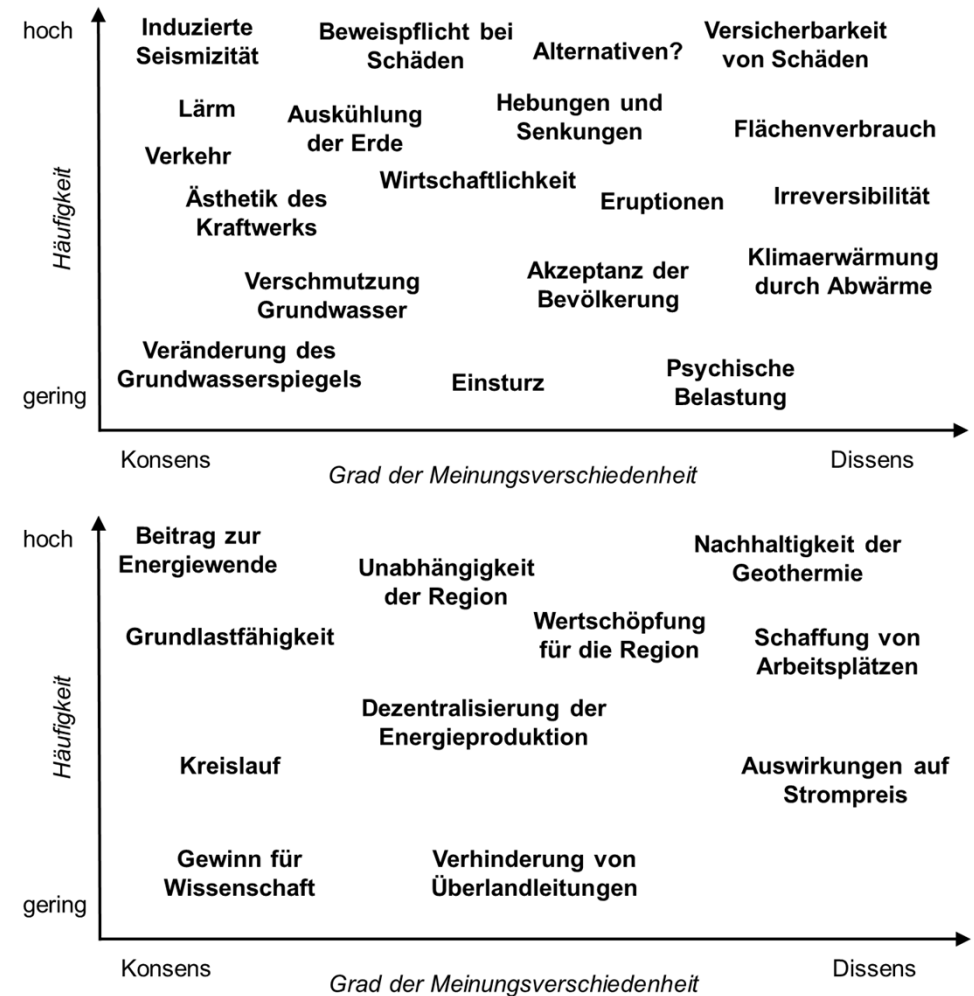 hoch
Induzierte
Seismizität
Beweispflicht bei
Schäden
Alternativen?
Versicherbarkeit
von Schäden
Lärm
Auskühlung
der Erde
Hebungen und
Senkungen
Flächenverbrauch
Verkehr
Wirtschaftlichkeit
Ästhetik des
Kraftwerks
Eruptionen
Irreversibilität
Häufigkeit
Verschmutzung
Grundwasser
Akzeptanz der
Bevölkerung
Klimaerwärmung
durch Abwärme
Veränderung des
Grundwasserspiegels
Einsturz
Psychische
Belastung
gering
Konsens
Grad der Meinungsverschiedenheit
Dissens
hoch
Beitrag zur
Energiewende
Unabhängigkeit
der Region
Nachhaltigkeit der
Geothermie
Grundlastfähigkeit
Wertschöpfung
für die Region
Schaffung von
Arbeitsplätzen
Häufigkeit
Dezentralisierung der
Energieproduktion
Kreislauf
Auswirkungen auf
Strompreis
Gewinn für
Wissenschaft
Verhinderung von
Überlandleitungen
gering
Konsens
Grad der Meinungsverschiedenheit
Dissens